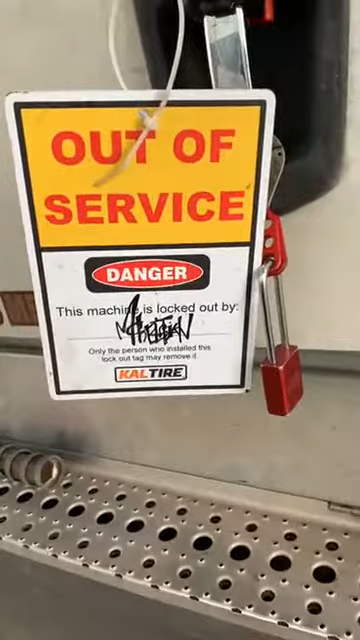 OUT OF
SERVICE
DANGER
This machine is locked out by:
Only the person who installed this
lock out tag may remove it.
KALTIRE